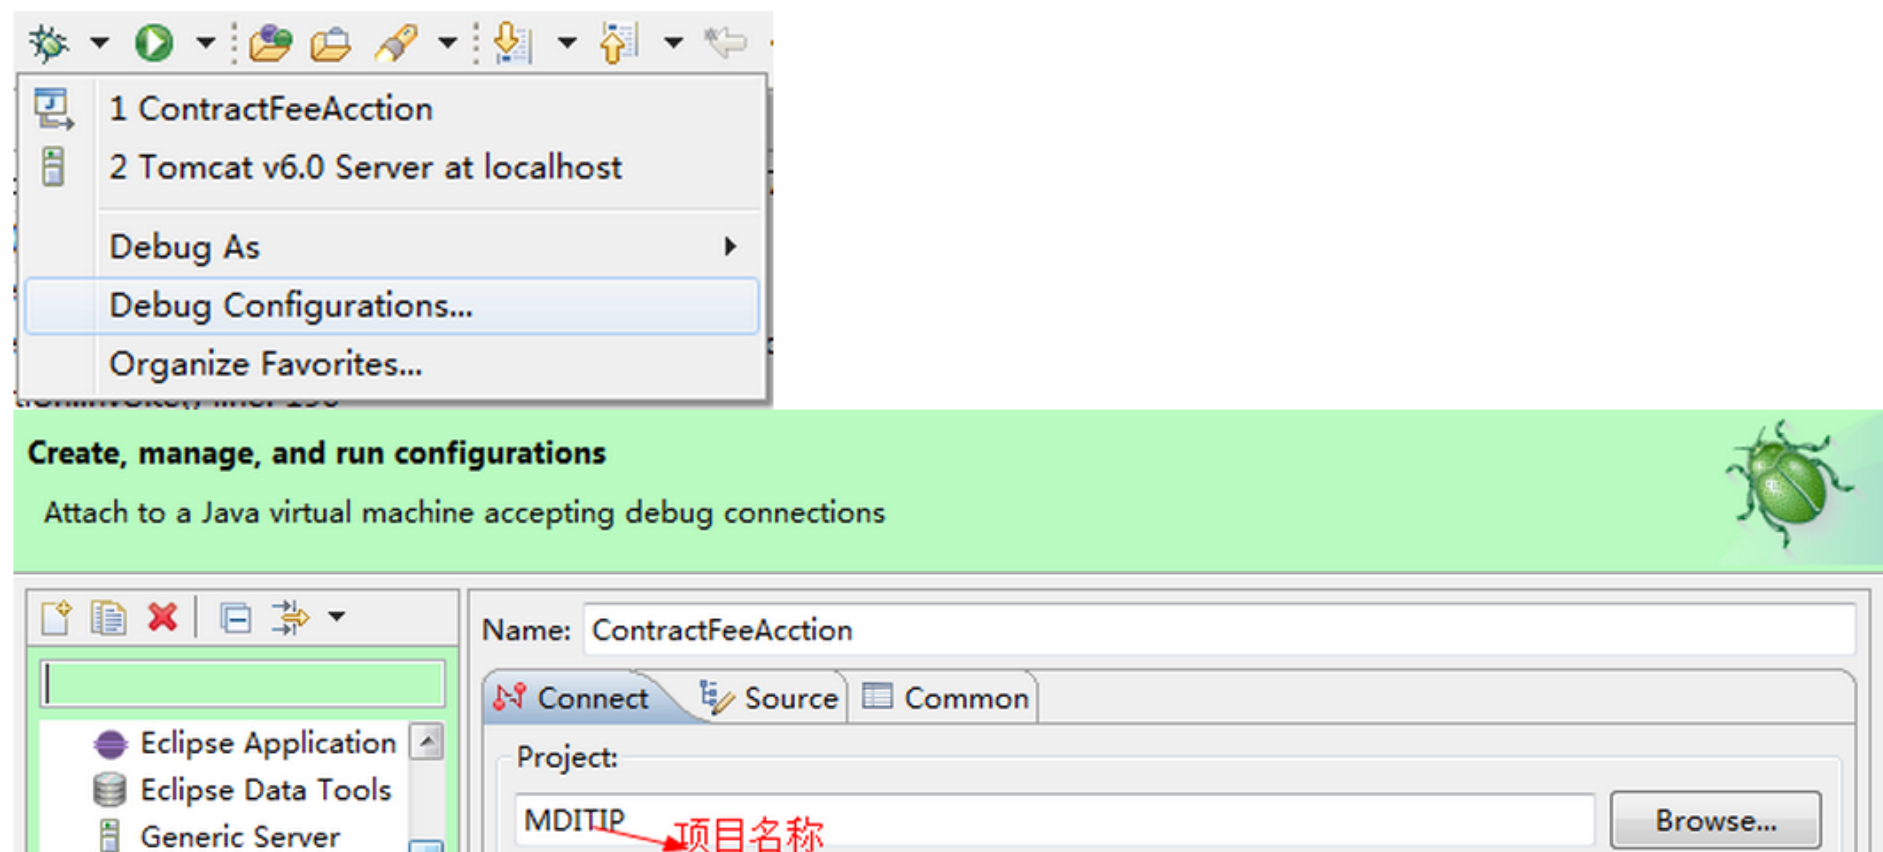 1 ContractFeeAcction
2 Tomcat v6.0 Server at localhost
Debug As
Debug Configurations...
Organize Favorites...
Create, manage, and run configurations
Attach to a Java virtual machine accepting debug connections
Name: ContractFeeAcction
Connect Source Common
Eclipse Application
Eclipse Data Tools
Generic Server
Project:
MDITIP
项目名称
Browse...